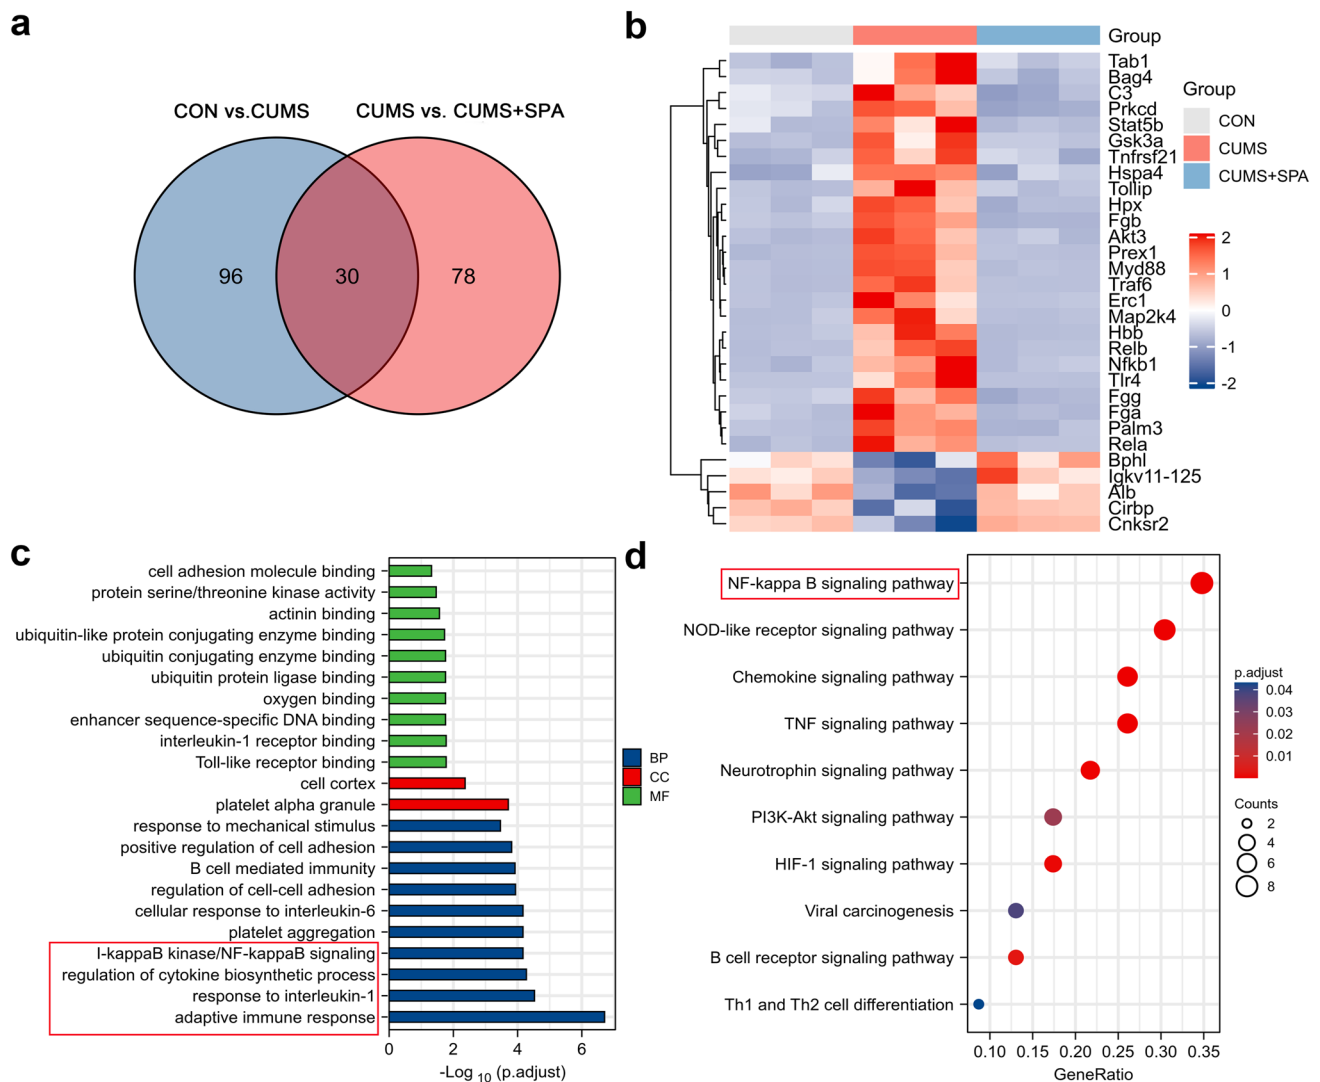 a
CON vs.CUMS
CUMS vs. CUMS+SPA
96
30
78
b
Group
Tab1
Bag4
C3
Prkcd
Stat5b
Gsk3a
Tnfrsf21
Hspa4
Tollip
Hpx
Fgb
Akt3
Prex1
Myd88
Traf6
Erc1
Map2k4
Hbb
Relb
Nfkb1
Tlr4
Fgg
Fga
Palm3
Rela
Bphl
Igkv11-125
Alb
Cirbp
Cnksr2
Group
CON
CUMS
CUMS+SPA
2
1
0
-1
-2
c
cell adhesion molecule binding
protein serine/threonine kinase activity
actinin binding
ubiquitin-like protein conjugating enzyme binding
ubiquitin conjugating enzyme binding
ubiquitin protein ligase binding
oxygen binding
enhancer sequence-specific DNA binding
interleukin-1 receptor binding
Toll-like receptor binding
cell cortex
platelet alpha granule
response to mechanical stimulus
positive regulation of cell adhesion
B cell mediated immunity
regulation of cell-cell adhesion
cellular response to interleukin-6
platelet aggregation
I-kappaB kinase/NF-kappaB signaling
regulation of cytokine biosynthetic process
response to interleukin-1
adaptive immune response
0 2 4 6
-Log 10 (p.adjust)
BP
CC
MF
d
NF-kappa B signaling pathway
NOD-like receptor signaling pathway
Chemokine signaling pathway
TNF signaling pathway
Neurotrophin signaling pathway
PI3K-Akt signaling pathway
HIF-1 signaling pathway
Viral carcinogenesis
B cell receptor signaling pathway
Th1 and Th2 cell differentiation
0.10 0.15 0.20 0.25 0.30 0.35
GeneRatio
p.adjust
0.04
0.03
0.02
0.01
Counts
2
4
6
8